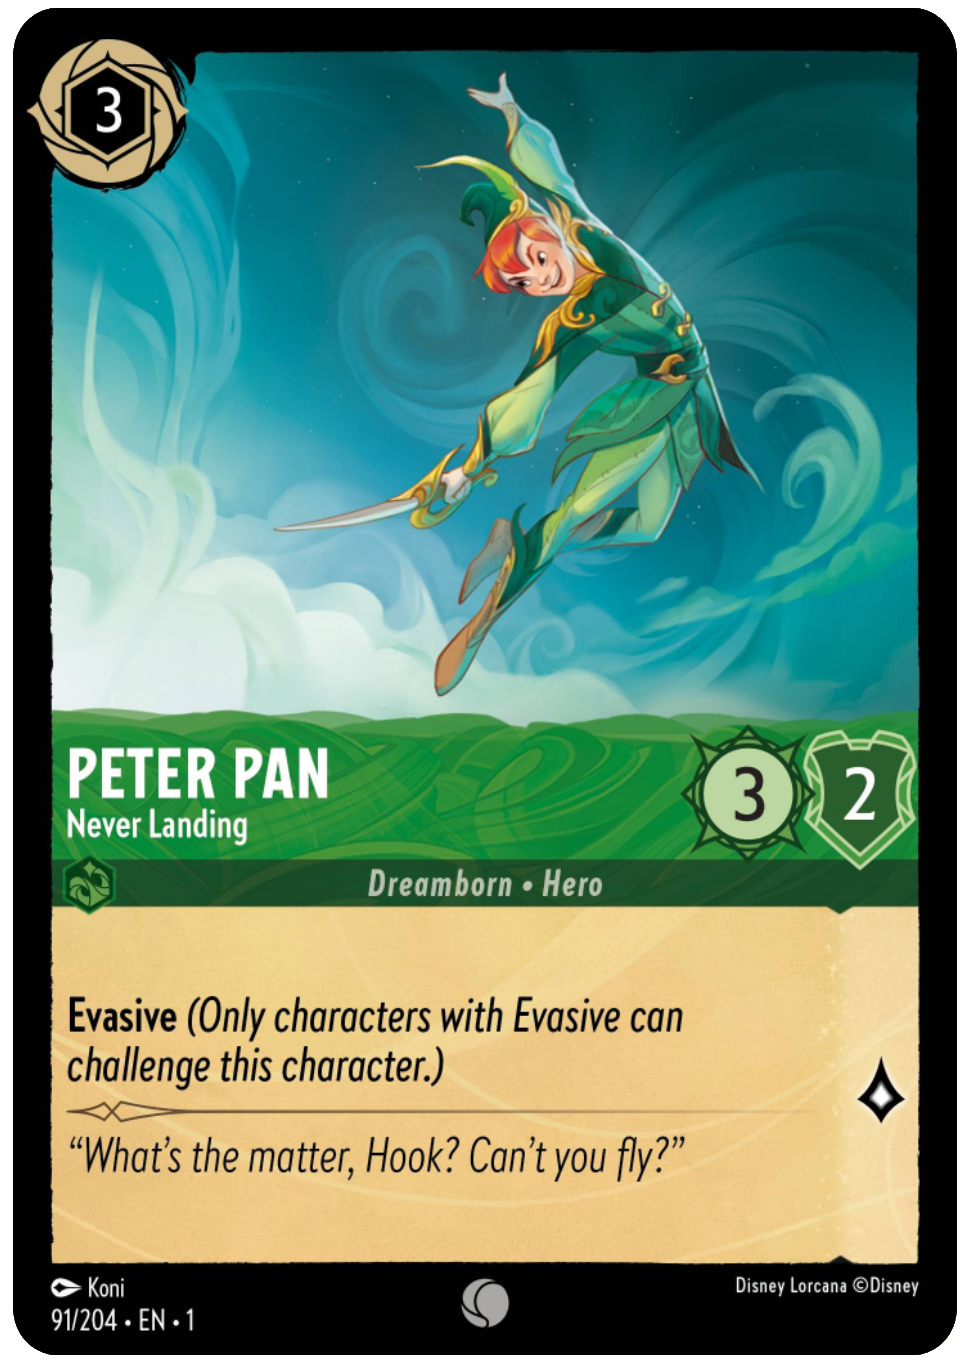 3
PETER PAN
Never Landing
3
2
Dreamborn • Hero
Evasive (Only characters with Evasive can
challenge this character.)
“What’s the matter, Hook? Can’t you fly?”
Koni
Disney Lorcana ©Disney
91/204 • EN • 1